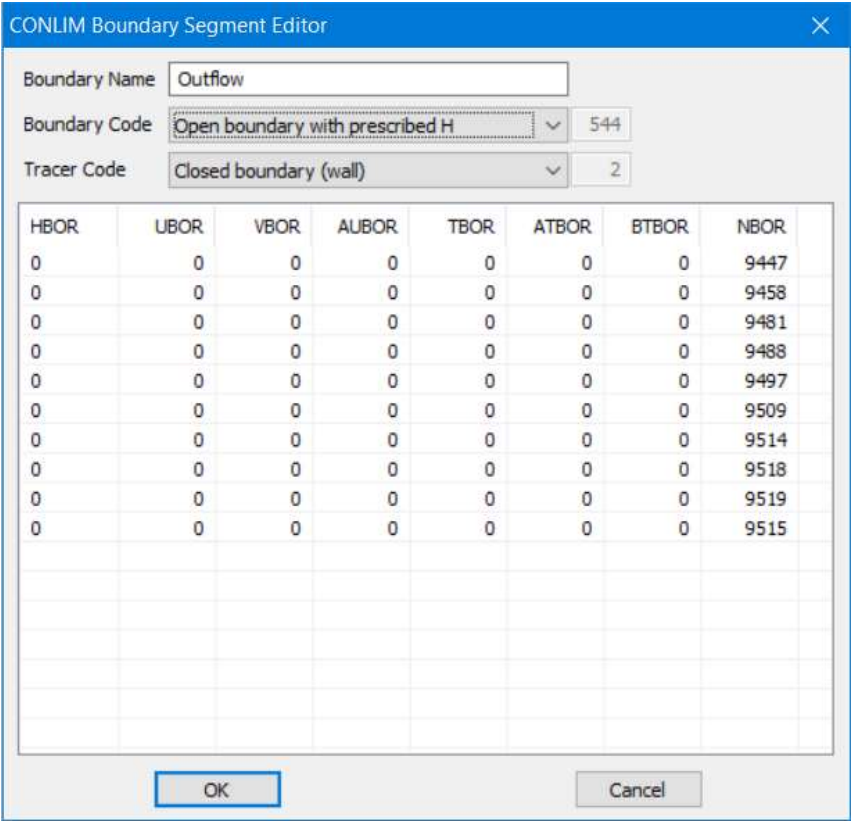 CONLIM Boundary Segment Editor
Boundary Name Outflow
Boundary Code Open boundary with prescribed H 544
Tracer Code Closed boundary (wall) 2
HBOR UBOR VBOR AUBOR TBOR ATBOR BTBOR NBOR
0 0 0 0 0 0 0 9447
0 0 0 0 0 0 0 9458
0 0 0 0 0 0 0 9481
0 0 0 0 0 0 0 9488
0 0 0 0 0 0 0 9497
0 0 0 0 0 0 0 9509
0 0 0 0 0 0 0 9514
0 0 0 0 0 0 0 9518
0 0 0 0 0 0 0 9519
0 0 0 0 0 0 0 9515
OK Cancel